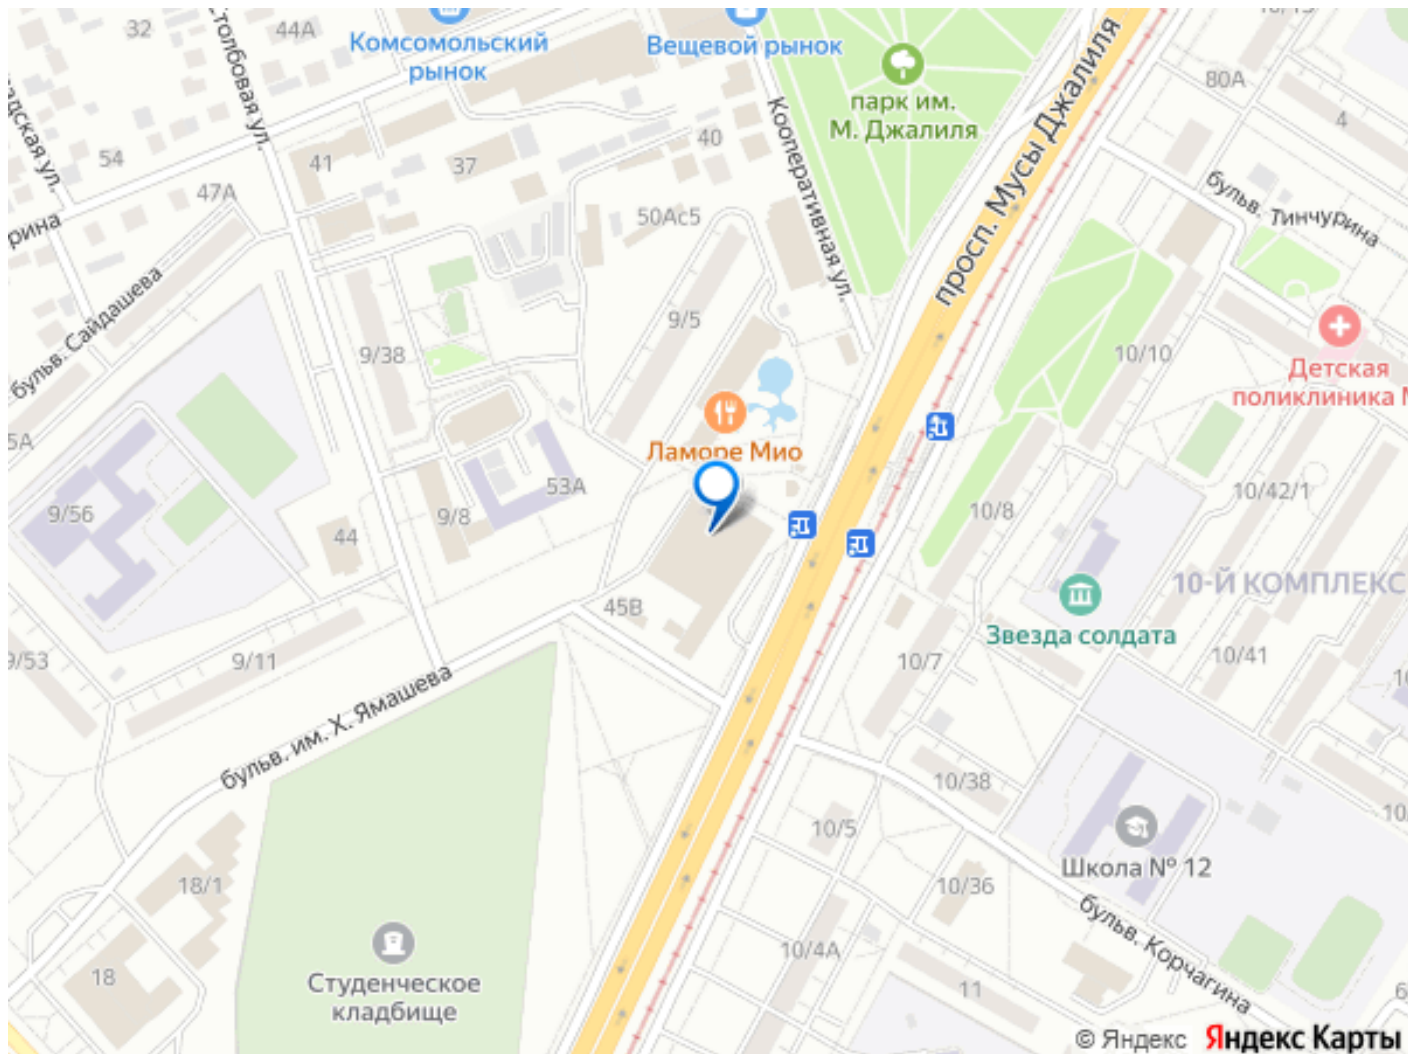 32
44А
Комсомольский
рынок
Вещевой рынок
парк им.
М. Джалиля
80А
4
Столбовая ул.
54
41
37
40
47А
50Ас5
Кооперативная ул.
просп. Мусы Джалиля
бульв. Тинчурина
бульв. Сайдашева
9/38
9/5
10/10
Детская
поликлиника
Ламоре Мио
5А
9/56
44
9/8
53А
10/8
10/42/1
10-Й КОМПЛЕКС
Звезда солдата
45В
9/53
9/11
10/7
10/41
бульв. им. Х. Ямашева
10/38
10/5
Школа № 12
18/1
10/36
бульв. Корчагина
18
Студенческое
кладбище
10/4А
11
© Яндекс Яндекс Карты